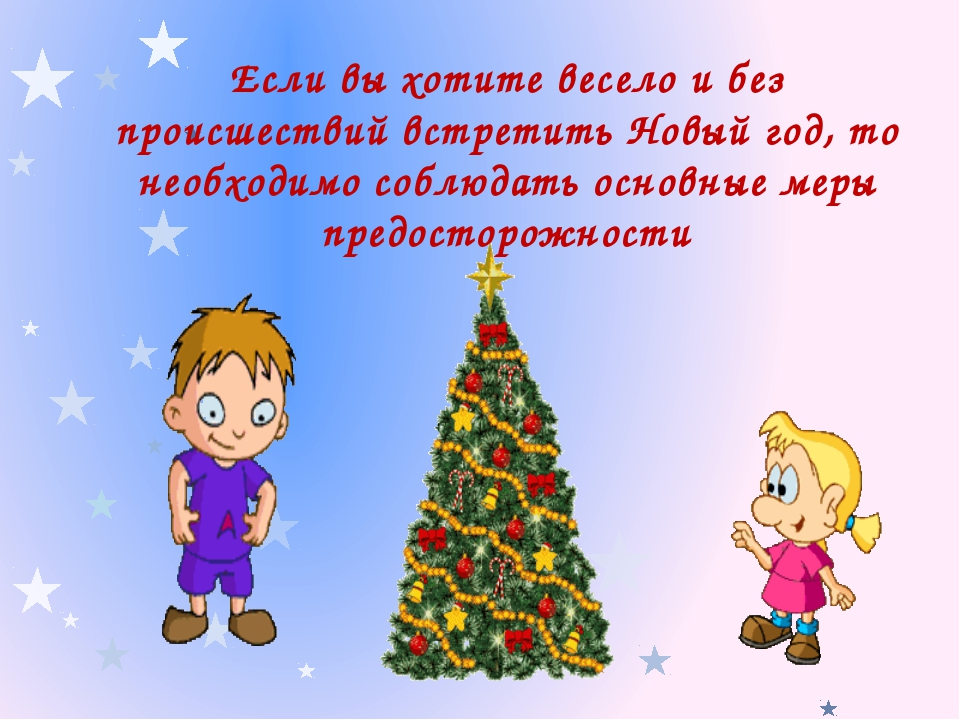 Если вы хотите весело и без
происшествий встретить Новый год, то
необходимо соблюдать основные меры
предосторожности